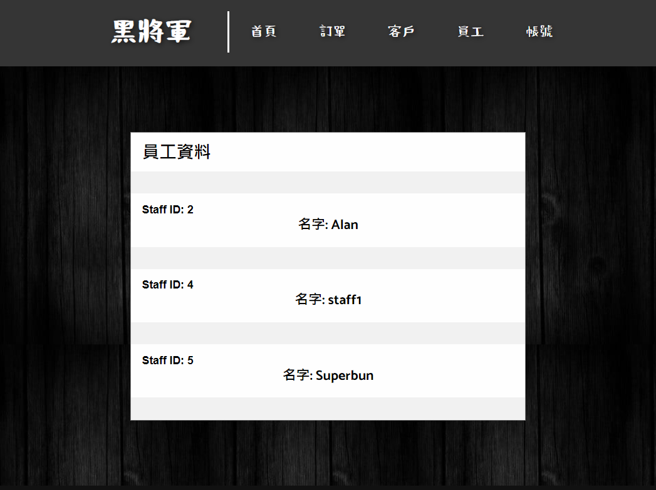 黑將軍
首頁 訂單 客戶 員工 帳號
員工資料
Staff ID: 2
名字: Alan
Staff ID: 4
名字: staff1
Staff ID: 5
名字: Superbun